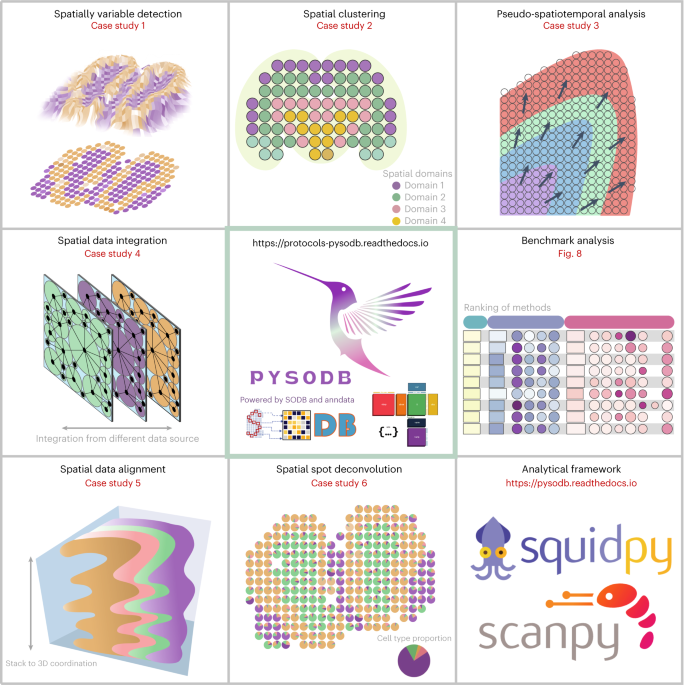 Spatially variable detection
Case study 1
Spatial clustering
Case study 2
Spatial domains
Domain 1
Domain 2
Domain 3
Domain 4
Pseudo-spatiotemporal analysis
Case study 3
Spatial data integration
Case study 4
Integration from different data source
https://protocols-pysodb.readthedocs.io
PYSODB
Powered by SODB and anndata
SODB
{...}
Benchmark analysis
Fig. 8
Ranking of methods
Spatial data alignment
Case study 5
Stack to 3D coordination
Spatial spot deconvolution
Case study 6
Cell type proportion
Analytical framework
https://pysodb.readthedocs.io
squidpy
scanpy